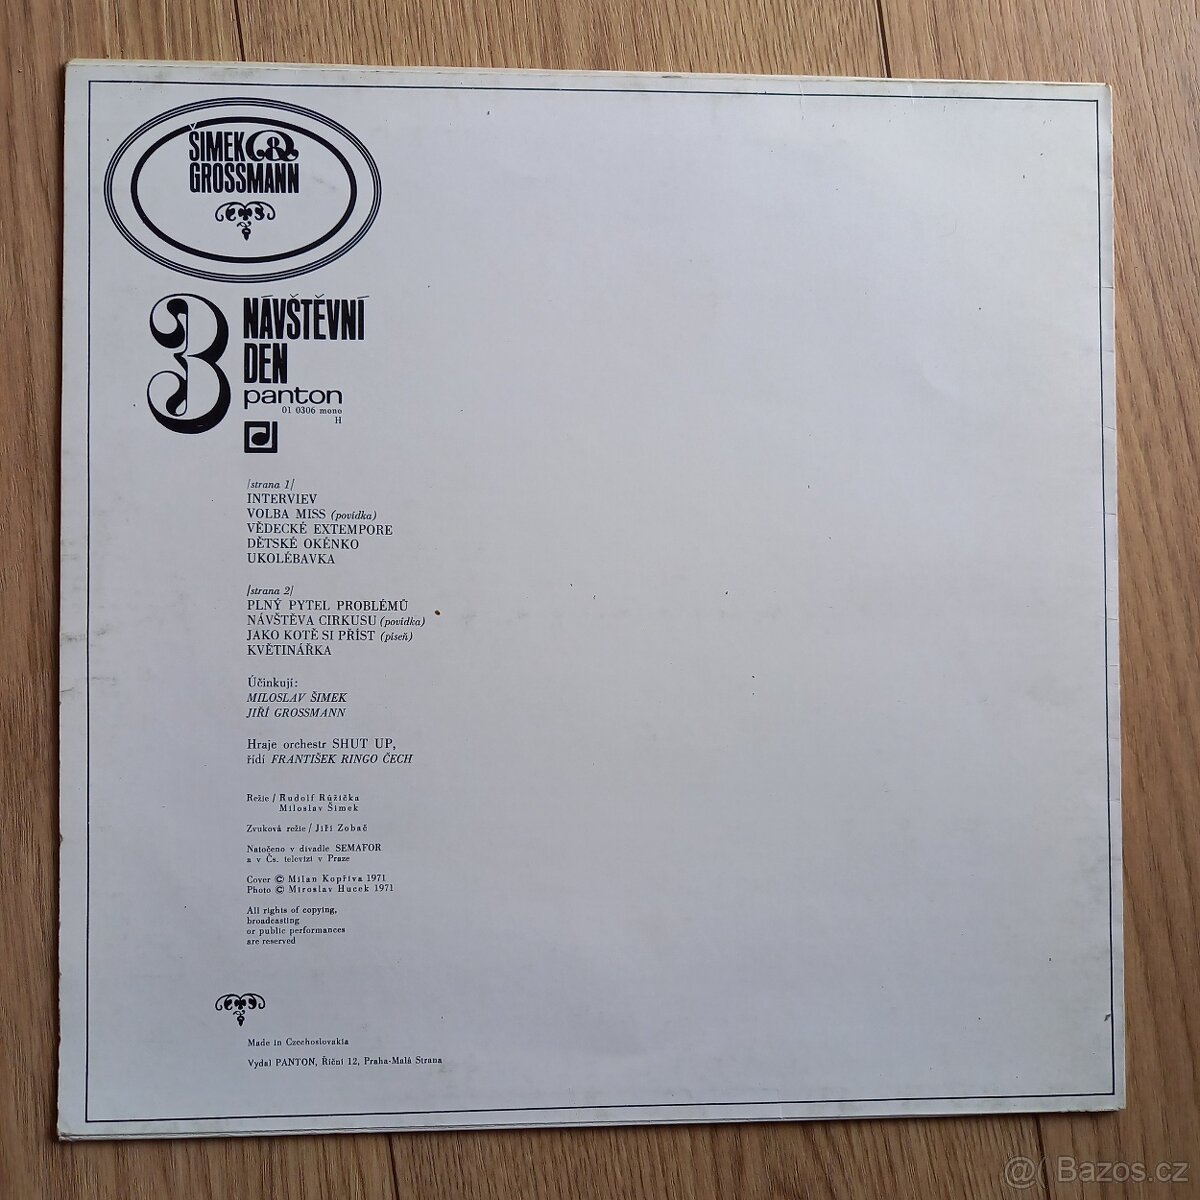 ŠIMEK &
GROSSMANN
3 NÁVŠTĚVNÍ
DEN
panton
01 0306 mono
H
/strana 1/
INTERVIEV
VOLBA MISS (povídka)
VĚDECKÉ EXTEMPORE
DĚTSKÉ OKÉNKO
UKOLÉBAVKA
/strana 2/
PLNÝ PYTEL PROBLÉMŮ
NÁVŠTĚVA CIRKUSU (povídka)
JAKO KOTĚ SI PŘÍST (píseň)
KVĚTINÁŘKA
Účinkují:
MILOSLAV ŠIMEK
JIŘÍ GROSSMANN
Hraje orchestr SHUT UP,
řídí FRANTIŠEK RINGO ČECH
Režie / Rudolf Růžička
Miloslav Šimek
Zvuková režie / Jiří Zobač
Natočeno v divadle SEMAFOR
a v Čs. televizi v Praze
Cover © Milan Kopřiva 1971
Photo © Miroslav Hucek 1971
All rights of copying,
broadcasting
or public performances
are reserved
Made in Czechoslovakia
Vydal PANTON, Říční 12, Praha-Malá Strana
@ Bazos.cz